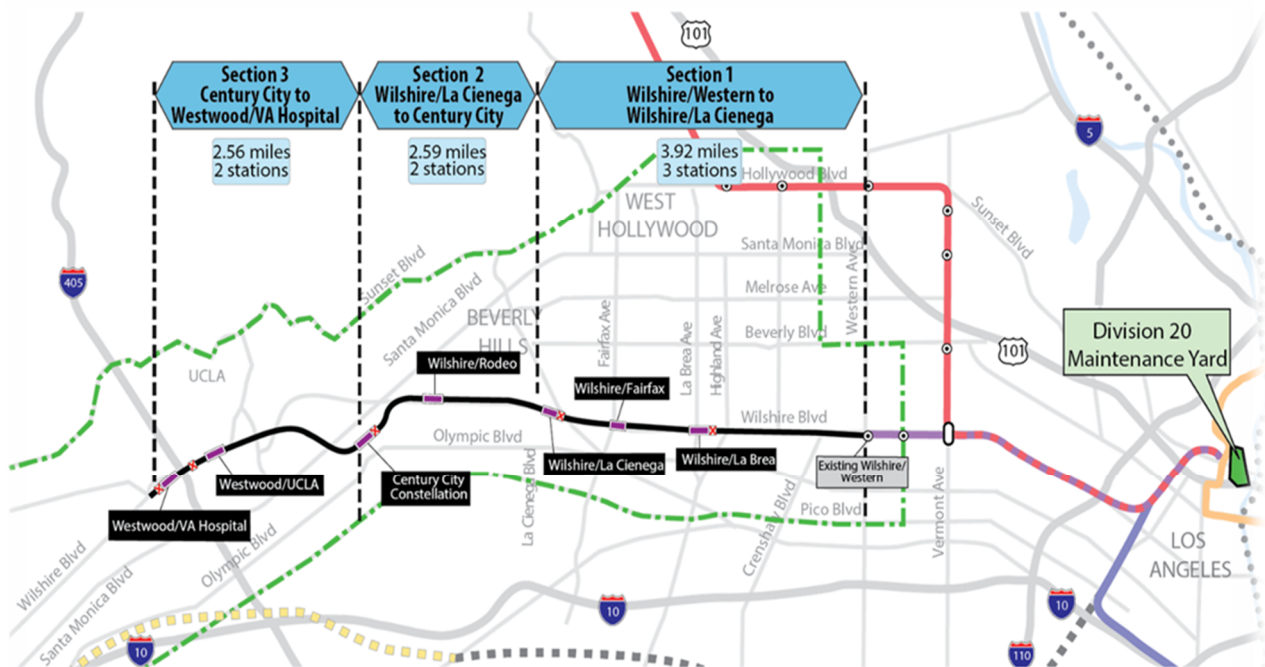 101
Section 3
Century City to
Westwood/VA Hospital
Section 2
Wilshire/La Cienega
to Century City
Section 1
Wilshire/Western to
Wilshire/La Cienega
5
2.56 miles
2 stations
2.59 miles
2 stations
3.92 miles
3 stations
Hollywood Blvd
WEST
HOLLYWOOD
Sunset Blvd
Santa Monica Blvd
405
Sunset Blvd
Santa Monica Blvd
Melrose Ave
Western Ave
BEVERLY
HILLS
Fairfax Ave
La Brea Ave
Highland Ave
Beverly Blvd
101
Division 20
Maintenance Yard
UCLA
Wilshire/Rodeo
Wilshire/Fairfax
Wilshire Blvd
Olympic Blvd
Wilshire/La Cienega
Wilshire/La Brea
Existing Wilshire/
Western
Westwood/UCLA
Century City
Constellation
La Cienega Blvd
Crenshaw Blvd
Pico Blvd
Vermont Ave
Westwood/VA Hospital
Wilshire Blvd
Santa Monica Blvd
Olympic Blvd
LOS
ANGELES
10
10
10
110